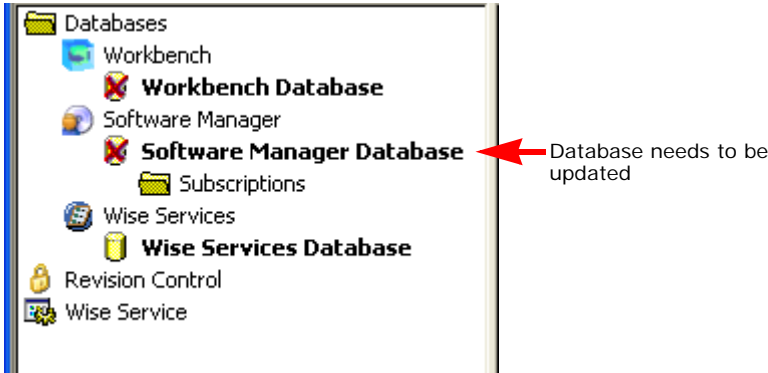 Databases
Workbench
Workbench Database
Software Manager
Software Manager Database
Database needs to be
updated
Subscriptions
Wise Services
Wise Services Database
Revision Control
Wise Service